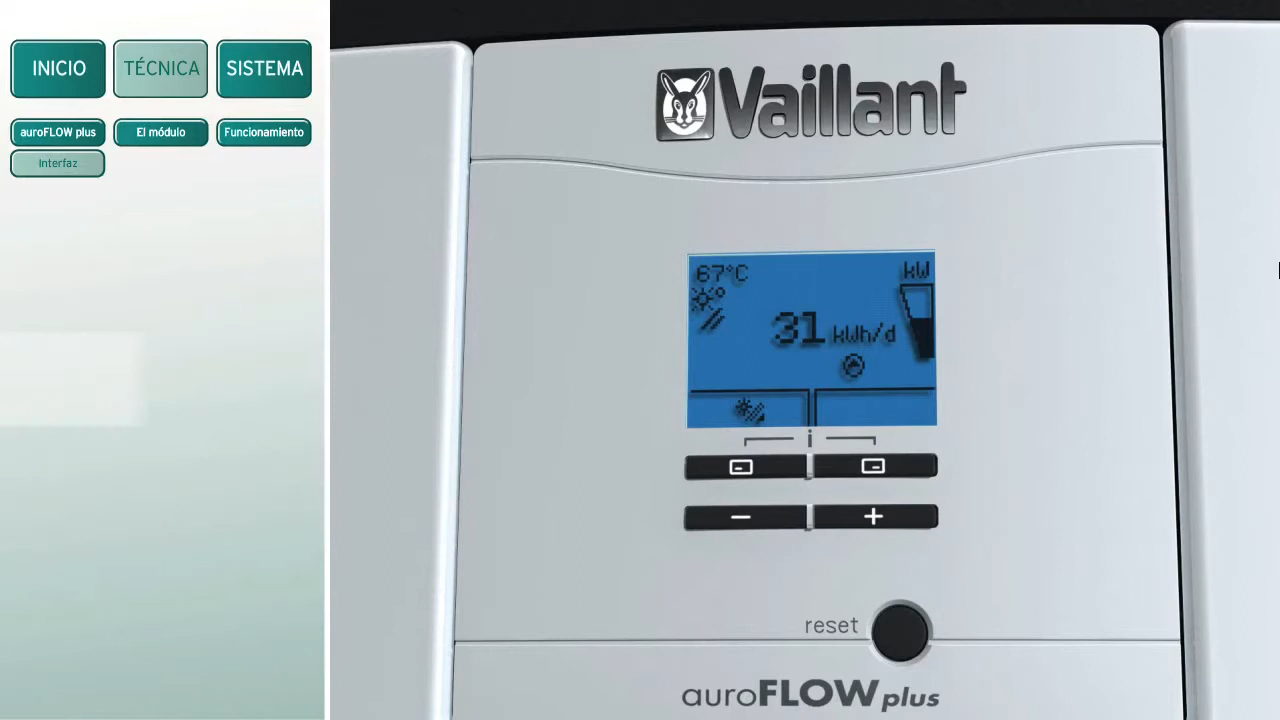 INICIO
TÉCNICA
SISTEMA
auroFLOW plus
El módulo
Funcionamiento
Interfaz
Vaillant
67°C
kW
31 kWh/d
i
reset
auroFLOW plus